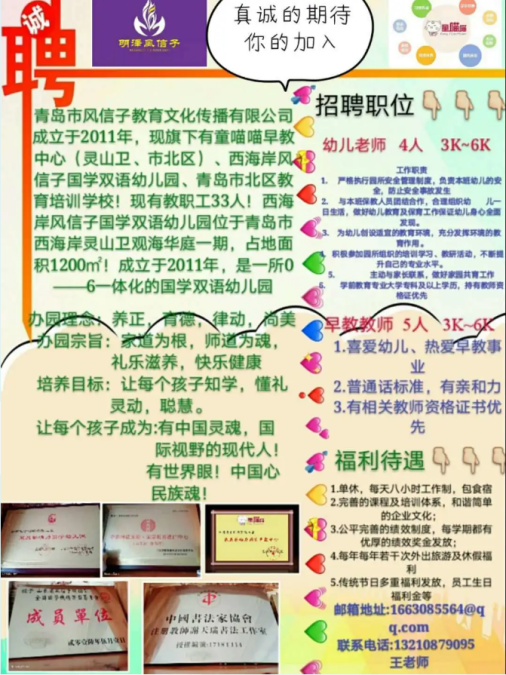 诚
聘
明泽风信子
真诚的期待
你的加入
童喵喵
青岛市风信子教育文化传播有限公司
成立于2011年，现旗下有童喵喵早教
中心（灵山卫、市北区）、西海岸风
信子国学双语幼儿园、青岛市北区教
育培训学校！现有教职工33人！西海
岸风信子国学双语幼儿园位于青岛市
西海岸灵山卫观海华庭一期，占地面
积1200㎡！成立于2011年，是一所0
——6一体化的国学双语幼儿园
办园理念：养正，育德，律动，尚美
办园宗旨：家道为根，师道为魂，
礼乐滋养，快乐健康
培养目标：让每个孩子知学，懂礼
灵动，聪慧。
让每个孩子成为:有中国灵魂，国
际视野的现代人！
有世界眼！中国心
民族魂！
招聘职位
幼儿老师 4人 3K~6K
工作职责
1. 严格执行园所安全管理制度，负责本班幼儿的安
全，防止安全事故发生
2. 与本班保教人员团结合作，合理组织幼 儿一
日生活，做好幼儿教育及保育工作保证幼儿身心全面
发现。
3. 为幼儿创设适宜的教育环境，充分发挥环境的教
育作用。
4. 积极参加园所组织的培训学习、教研活动，不断提
升自己的专业水平。
5. 主动与家长联系，做好家园共育工作
6. 学前教育专业大学专科及以上学历，持有教师资
格证优先
早教教师 5人 3K~6K
1.喜爱幼儿、热爱早教事
业
2.普通话标准，有亲和力
3.有相关教师资格证书优
先
福利待遇
1.单休，每天八小时工作制，包食宿
2.完善的课程及培训体系，和谐简单
的企业文化；
3.公平完善的绩效制度，每学期都有
优厚的绩效奖金发放；
4.每年每年若干次外出旅游及休假福
利
5.传统节日多重福利发放，员工生日
福利金等
邮箱地址:1663085564@q
q.com
联系电话:13210879095
王老师
成員單位
中國書法家協會
注册教師謝天瑞書法工作室